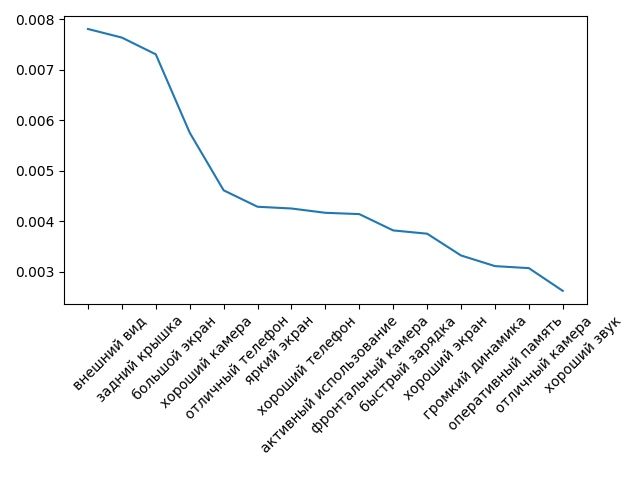 0.008
0.007
0.006
0.005
0.004
0.003
внешний вид
задний крышка
большой экран
хороший камера
отличный телефон
яркий экран
хороший телефон
активный использование
фронтальный камера
быстрый зарядка
хороший экран
громкий динамика
оперативный память
отличный камера
хороший звук